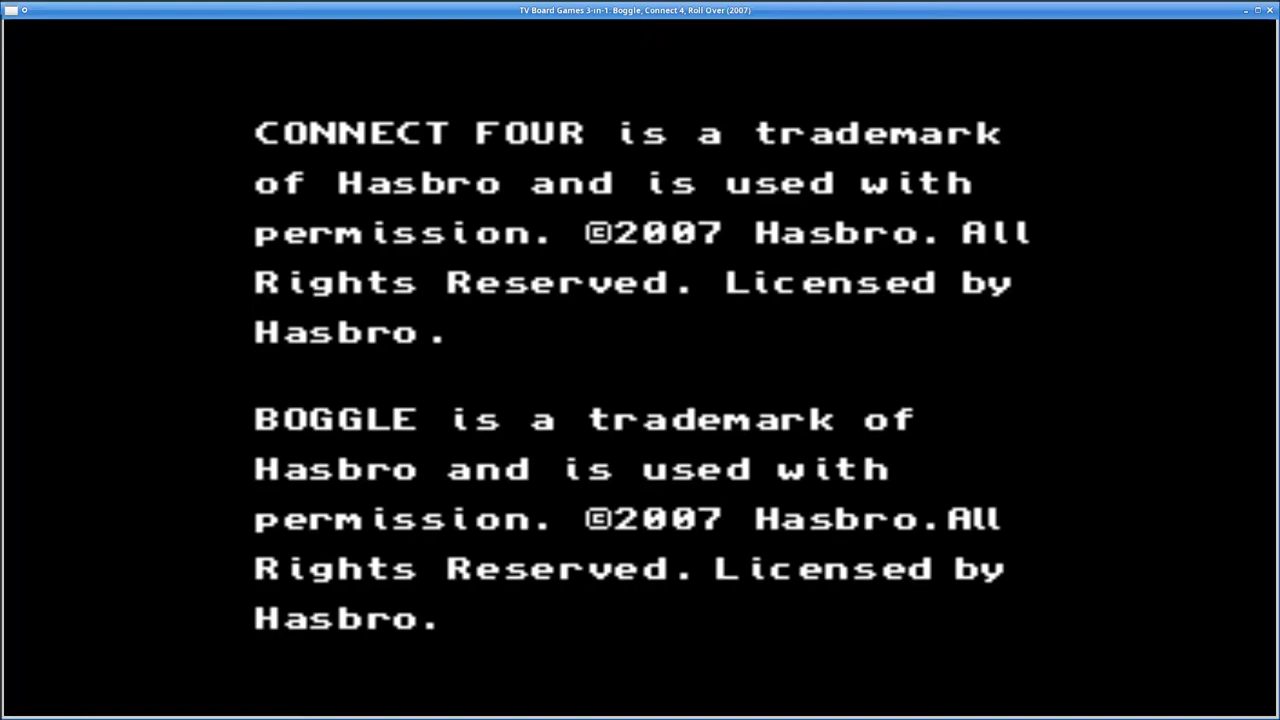 TV Board Games 3-in-1: Boggle, Connect 4, Roll Over (2007)
CONNECT FOUR is a trademark
of Hasbro and is used with
permission. ©2007 Hasbro. All
Rights Reserved. Licensed by
Hasbro.
BOGGLE is a trademark of
Hasbro and is used with
permission. ©2007 Hasbro.All
Rights Reserved. Licensed by
Hasbro.